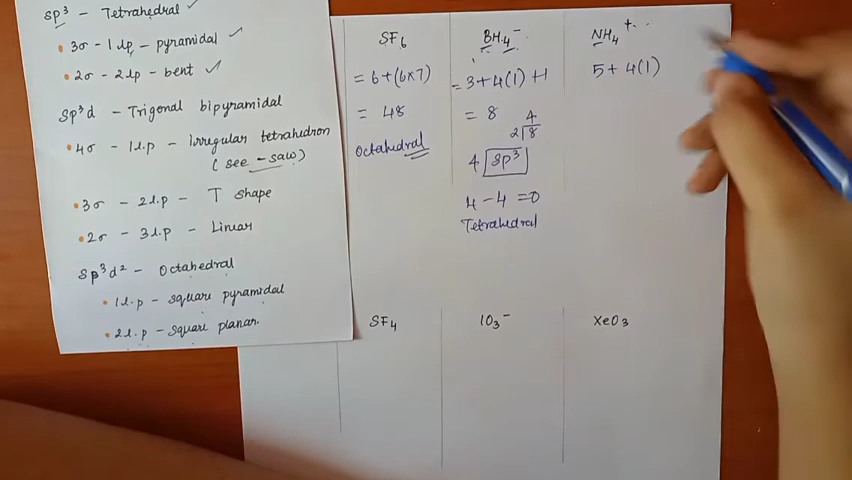 sp³ - Tetrahedral ✓
• 3σ - 1 l.p - pyramidal ✓
• 2σ - 2l.p - bent ✓
sp³d - Trigonal bipyramidal
• 4σ - 1l.p - irregular tetrahedron
(see - saw)
• 3σ - 2l.p - T shape
• 2σ - 3l.p - Linear
sp³d² - Octahedral
• 1l.p - square pyramidal
• 2l.p - square planar.
SF₆
= 6+(6×7)
= 48
Octahedral
BH₄⁻
= 3+4(1)+1
= 8
4
2 8
4 sp³
4 - 4 = 0
Tetrahedral
NH₄⁺
5+4(1)
SF₄
IO₃⁻
XeO₃